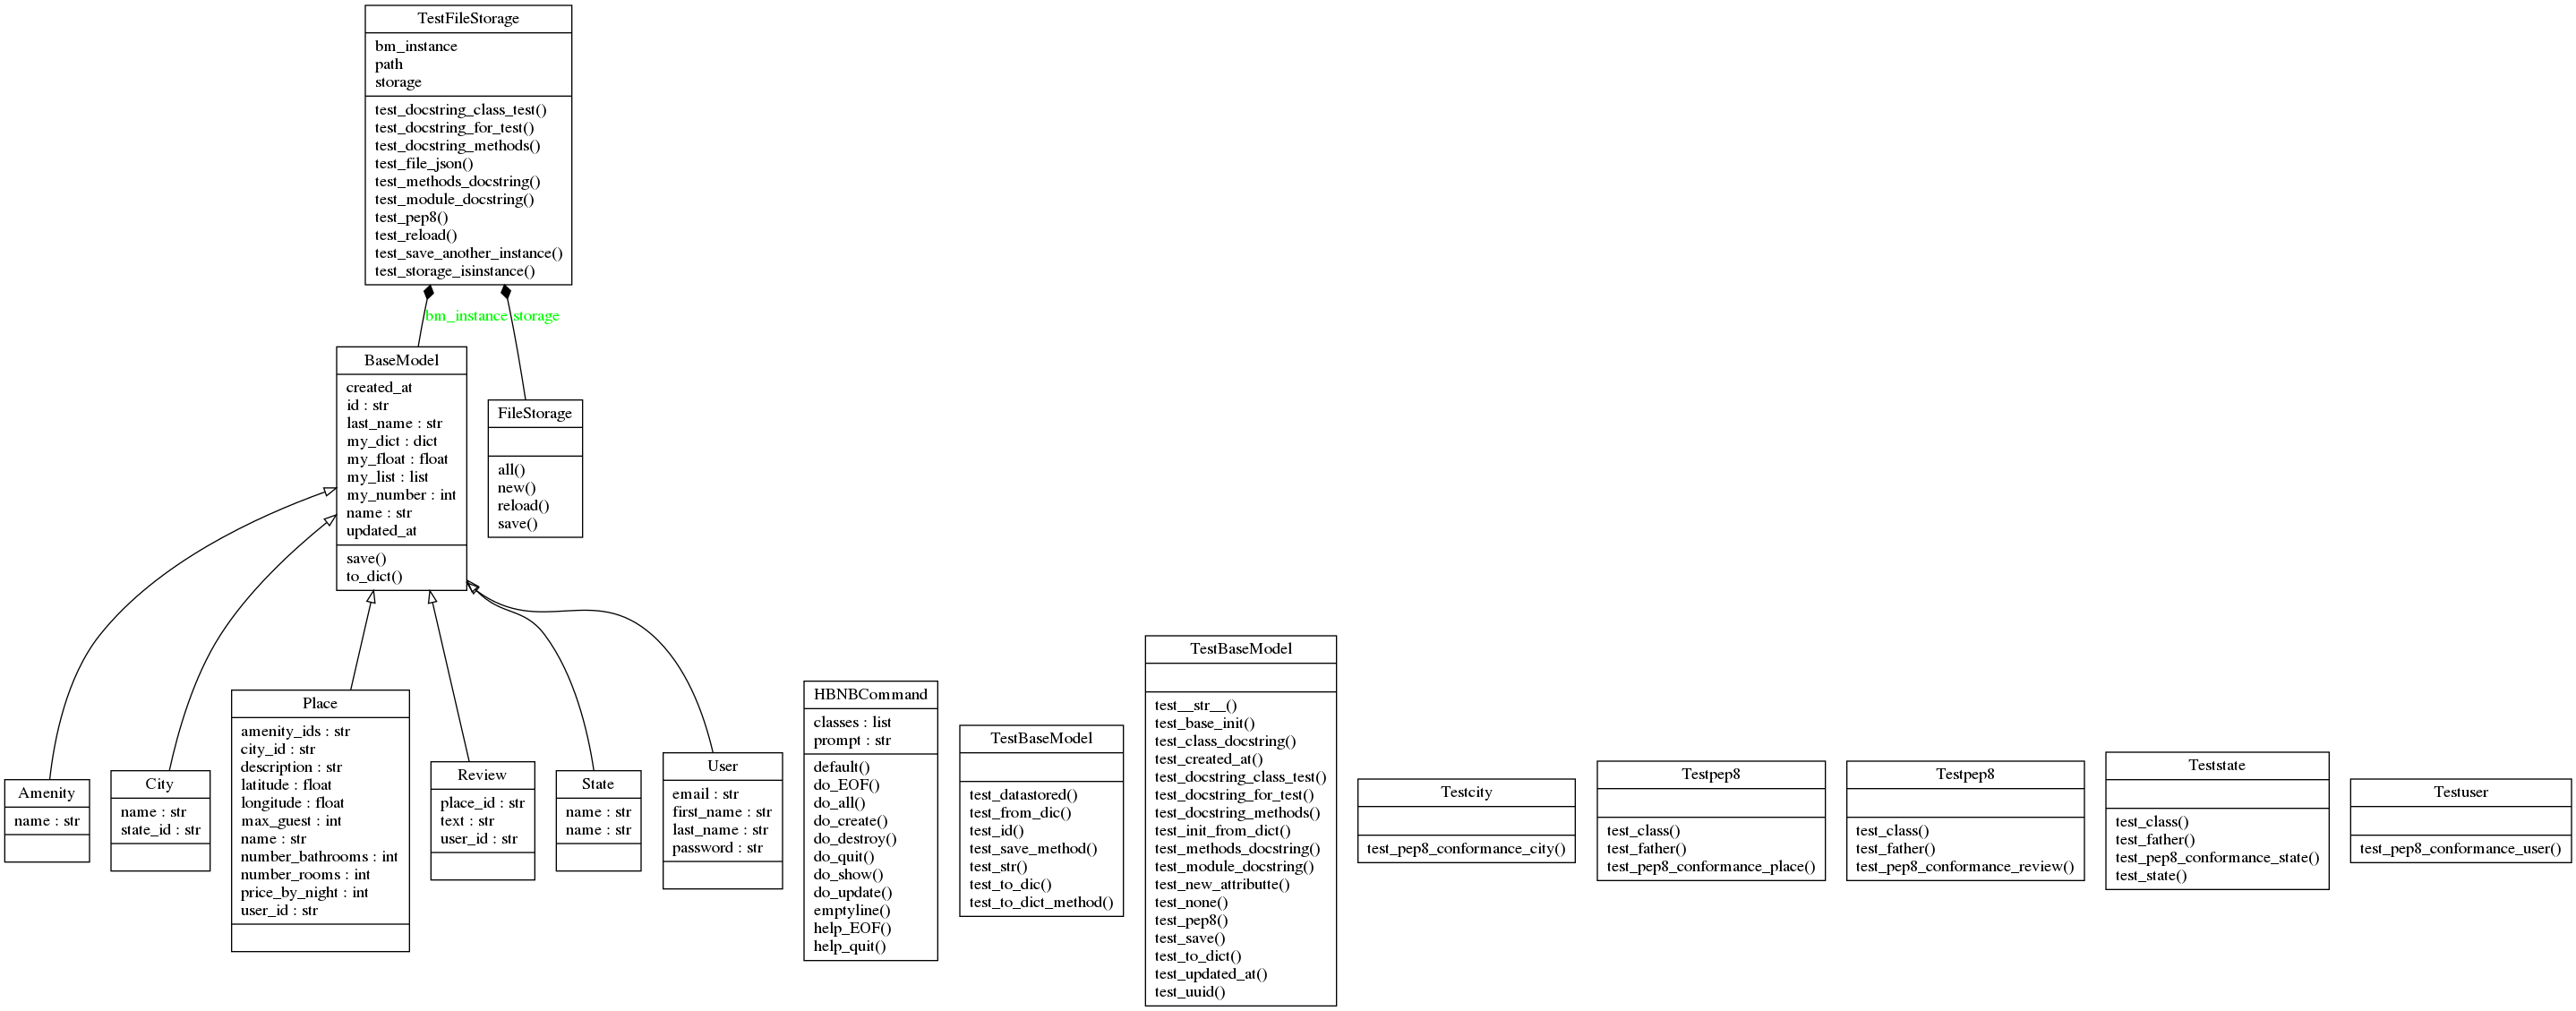 TestFileStorage
bm_instance
path
storage
test_docstring_class_test()
test_docstring_for_test()
test_docstring_methods()
test_file_json()
test_methods_docstring()
test_module_docstring()
test_pep8()
test_reload()
test_save_another_instance()
test_storage_isinstance()
bm_instance
storage
BaseModel
created_at
id : str
last_name : str
my_dict : dict
my_float : float
my_list : list
my_number : int
name : str
updated_at
save()
to_dict()
FileStorage
all()
new()
reload()
save()
Amenity
name : str
City
name : str
state_id : str
Place
amenity_ids : str
city_id : str
description : str
latitude : float
longitude : float
max_guest : int
name : str
number_bathrooms : int
number_rooms : int
price_by_night : int
user_id : str
Review
place_id : str
text : str
user_id : str
State
name : str
name : str
User
email : str
first_name : str
last_name : str
password : str
HBNBCommand
classes : list
prompt : str
default()
do_EOF()
do_all()
do_create()
do_destroy()
do_quit()
do_show()
do_update()
emptyline()
help_EOF()
help_quit()
TestBaseModel
test_datastored()
test_from_dic()
test_id()
test_save_method()
test_str()
test_to_dic()
test_to_dict_method()
TestBaseModel
test__str__()
test_base_init()
test_class_docstring()
test_created_at()
test_docstring_class_test()
test_docstring_for_test()
test_docstring_methods()
test_init_from_dict()
test_methods_docstring()
test_module_docstring()
test_new_attributte()
test_none()
test_pep8()
test_save()
test_to_dict()
test_updated_at()
test_uuid()
Testcity
test_pep8_conformance_city()
Testpep8
test_class()
test_father()
test_pep8_conformance_place()
Testpep8
test_class()
test_father()
test_pep8_conformance_review()
Teststate
test_class()
test_father()
test_pep8_conformance_state()
test_state()
Testuser
test_pep8_conformance_user()